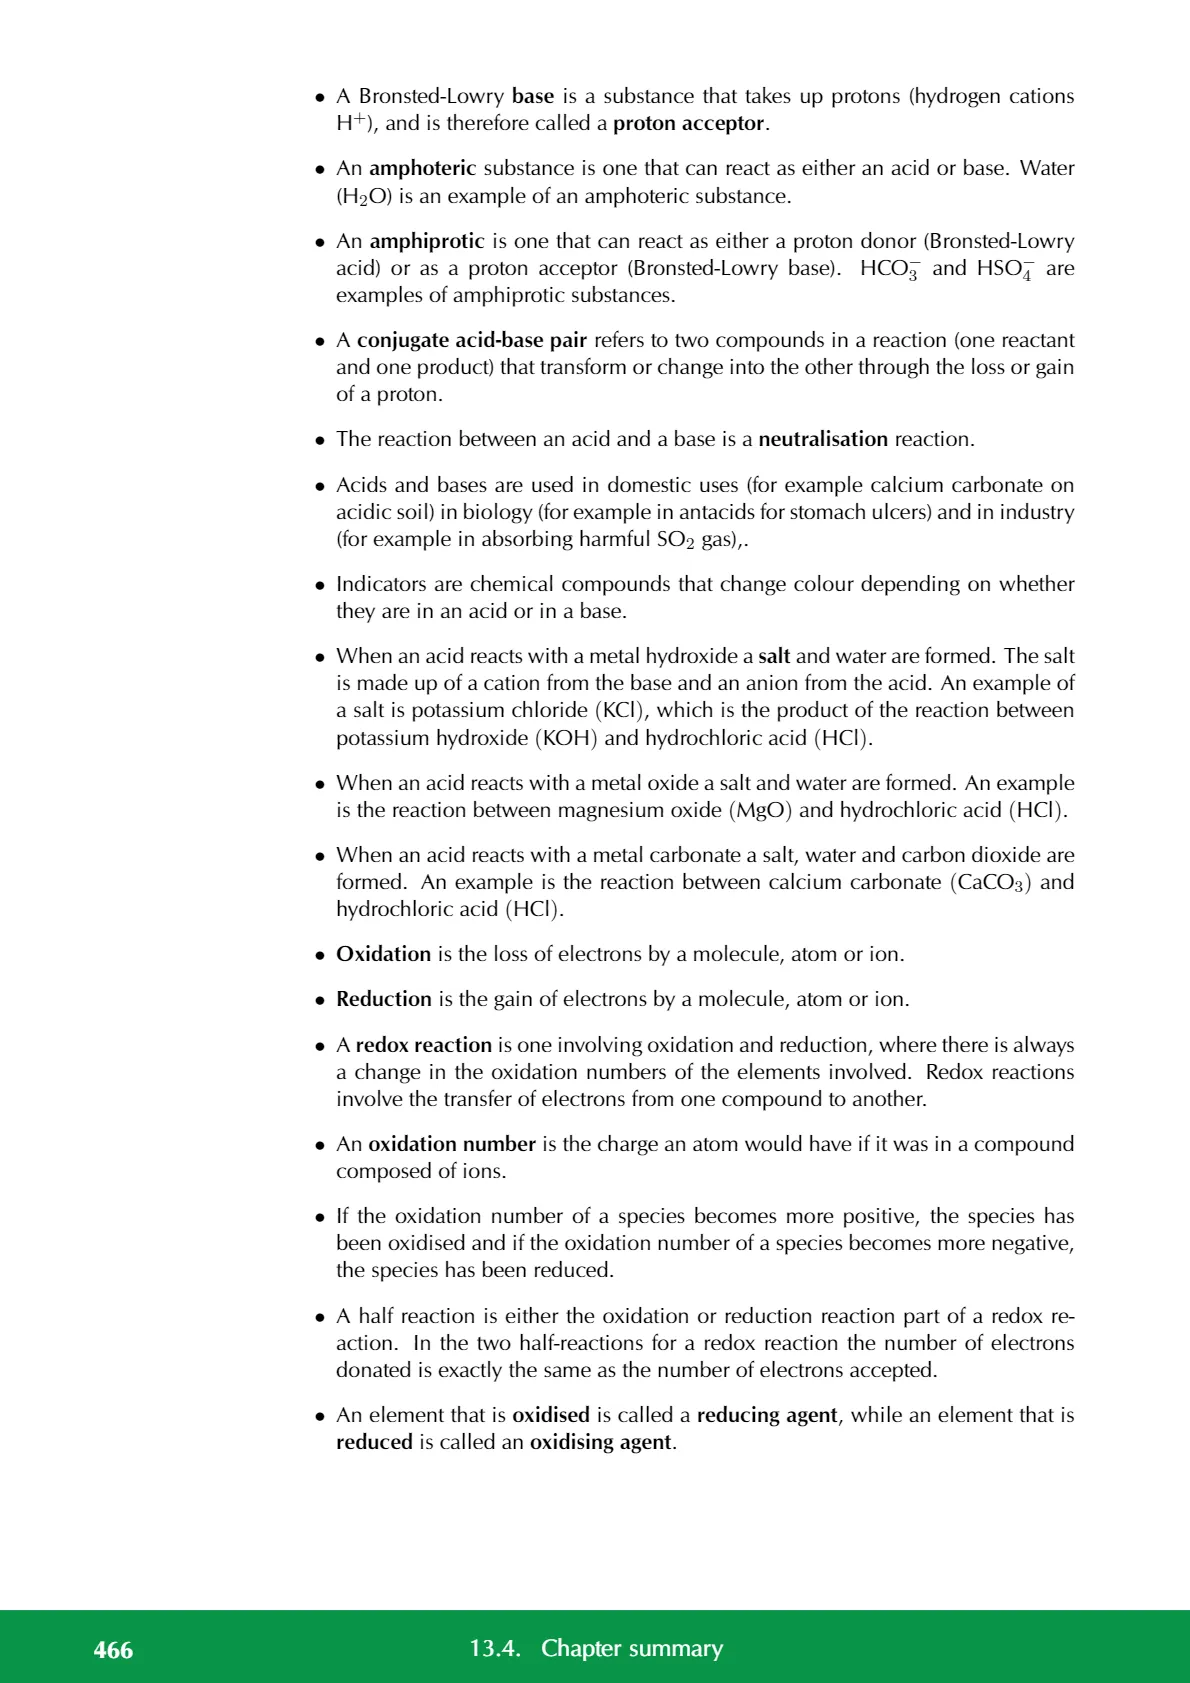 • A Bronsted-Lowry base is a substance that takes up protons (hydrogen cations
H⁺), and is therefore called a proton acceptor.
• An amphoteric substance is one that can react as either an acid or base. Water
(H₂O) is an example of an amphoteric substance.
• An amphiprotic is one that can react as either a proton donor (Bronsted-Lowry
acid) or as a proton acceptor (Bronsted-Lowry base). HCO₃⁻ and HSO₄⁻ are
examples of amphiprotic substances.
• A conjugate acid-base pair refers to two compounds in a reaction (one reactant
and one product) that transform or change into the other through the loss or gain
of a proton.
• The reaction between an acid and a base is a neutralisation reaction.
• Acids and bases are used in domestic uses (for example calcium carbonate on
acidic soil) in biology (for example in antacids for stomach ulcers) and in industry
(for example in absorbing harmful SO₂ gas),.
• Indicators are chemical compounds that change colour depending on whether
they are in an acid or in a base.
• When an acid reacts with a metal hydroxide a salt and water are formed. The salt
is made up of a cation from the base and an anion from the acid. An example of
a salt is potassium chloride (KCl), which is the product of the reaction between
potassium hydroxide (KOH) and hydrochloric acid (HCl).
• When an acid reacts with a metal oxide a salt and water are formed. An example
is the reaction between magnesium oxide (MgO) and hydrochloric acid (HCl).
• When an acid reacts with a metal carbonate a salt, water and carbon dioxide are
formed. An example is the reaction between calcium carbonate (CaCO₃) and
hydrochloric acid (HCl).
• Oxidation is the loss of electrons by a molecule, atom or ion.
• Reduction is the gain of electrons by a molecule, atom or ion.
• A redox reaction is one involving oxidation and reduction, where there is always
a change in the oxidation numbers of the elements involved. Redox reactions
involve the transfer of electrons from one compound to another.
• An oxidation number is the charge an atom would have if it was in a compound
composed of ions.
• If the oxidation number of a species becomes more positive, the species has
been oxidised and if the oxidation number of a species becomes more negative,
the species has been reduced.
• A half reaction is either the oxidation or reduction reaction part of a redox re-
action. In the two half-reactions for a redox reaction the number of electrons
donated is exactly the same as the number of electrons accepted.
• An element that is oxidised is called a reducing agent, while an element that is
reduced is called an oxidising agent.
466 13.4. Chapter summary